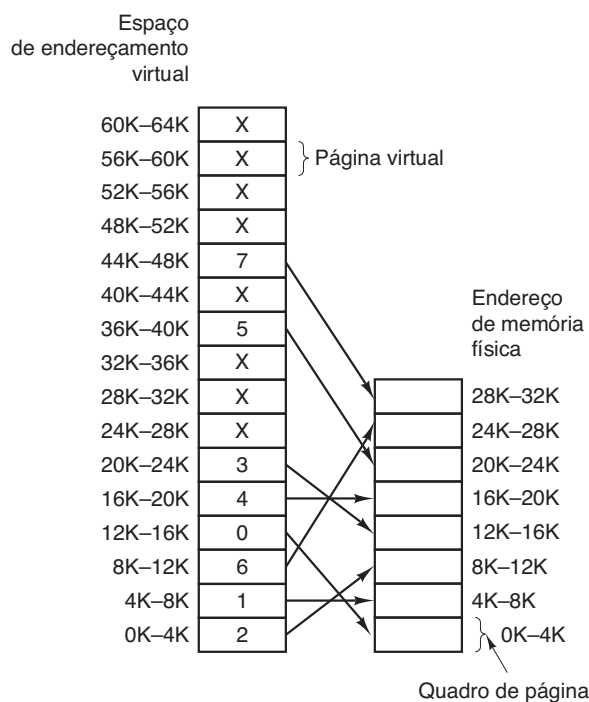 Espaço
de endereçamento
virtual
60K–64K X
56K–60K X Página virtual
52K–56K X
48K–52K X
44K–48K 7
40K–44K X
36K–40K 5
32K–36K X
28K–32K X
24K–28K X
20K–24K 3
16K–20K 4
12K–16K 0
8K–12K 6
4K–8K 1
0K–4K 2
Endereço
de memória
física
28K–32K
24K–28K
20K–24K
16K–20K
12K–16K
8K–12K
4K–8K
0K–4K
Quadro de página